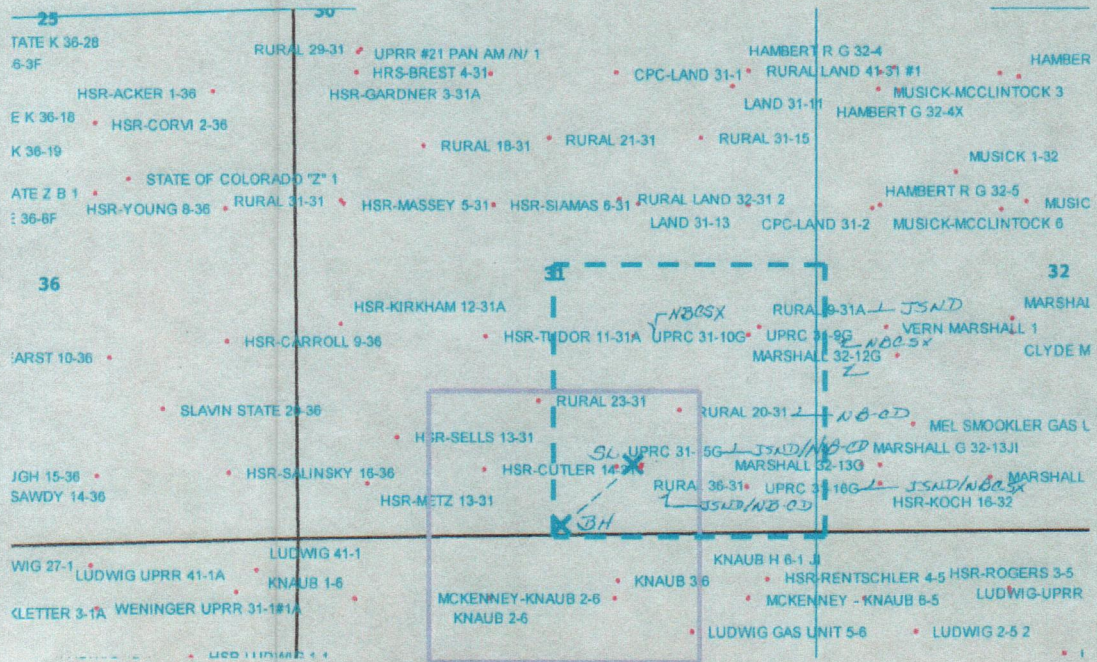 25
30
TATE K 36-28
6-3F
RURAL 29-31
UPRR #21 PAN AM /N/ 1
HRS-BREST 4-31
HSR-GARDNER 3-31A
CPC-LAND 31-1
HAMBERT R G 32-4
RURAL LAND 41-31 #1
HAMBER
HSR-ACKER 1-36
LAND 31-11
MUSICK-MCCLINTOCK 3
HAMBERT G 32-4X
E K 36-18
HSR-CORVI 2-36
K 36-19
RURAL 18-31
RURAL 21-31
RURAL 31-15
MUSICK 1-32
STATE OF COLORADO "Z" 1
ATE Z B 1
HSR-YOUNG 8-36
RURAL 31-31
HSR-MASSEY 5-31
HSR-SIAMAS 6-31
RURAL LAND 32-31 2
HAMBERT R G 32-5
MUSIC
36-6F
LAND 31-13
CPC-LAND 31-2
MUSICK-MCCLINTOCK 6
36
31
32
HSR-KIRKHAM 12-31A
NBCSX
RURAL 9-31A
JSND
MARSHAL
HSR-CARROLL 9-36
HSR-TUDOR 11-31A
UPRC 31-10G
UPRC 31-9G
VERN MARSHALL 1
NBCSX
EARST 10-36
MARSHALL 32-12G
CLYDE M
SLAVIN STATE 20-36
RURAL 23-31
RURAL 20-31
NB-CD
MEL SMOOKLER GAS
HSR-SELLS 13-31
SL
UPRC 31-15G
JSND/NB-CD
MARSHALL G 32-13JI
JGH 15-36
HSR-SALINSKY 16-36
HSR-CUTLER 14-31
MARSHALL 32-13G
SAWDY 14-36
HSR-METZ 13-31
RURAL 36-31
UPRC 31-16G
JSND/NBCSX
MARSHALL
JSND/NB-CD
HSR-KOCH 16-32
BH
LUDWIG 41-1
KNAUB H 6-1 JI
WIG 27-1
LUDWIG UPRR 41-1A
KNAUB 1-6
KNAUB 3 6
HSR-RENTSCHLER 4-5
HSR-ROGERS 3-5
KLETTER 3-1A
WENINGER UPRR 31-1#1A
MCKENNEY-KNAUB 2-6
MCKENNEY - KNAUB 6-5
LUDWIG-UPRR
KNAUB 2-6
LUDWIG GAS UNIT 5-6
LUDWIG 2-5 2